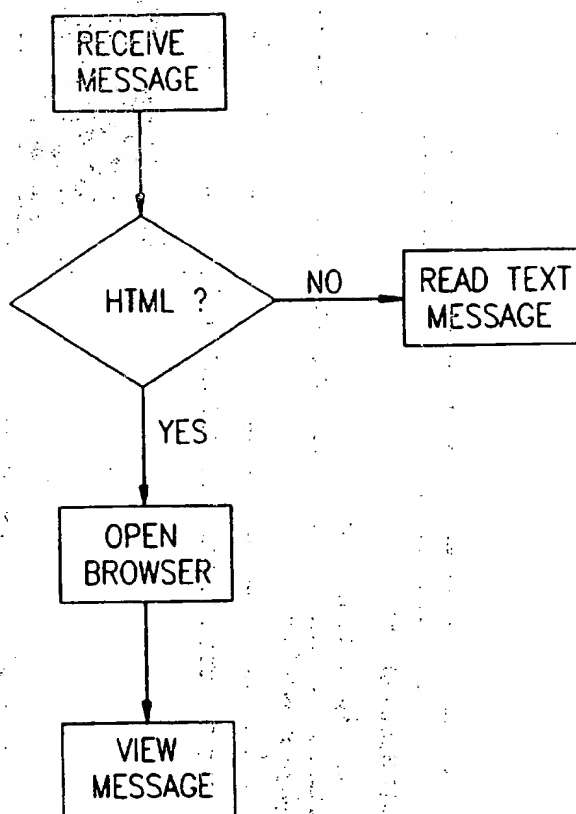 RECEIVE
MESSAGE
HTML ?
NO
READ TEXT
MESSAGE
YES
OPEN
BROWSER
VIEW
MESSAGE